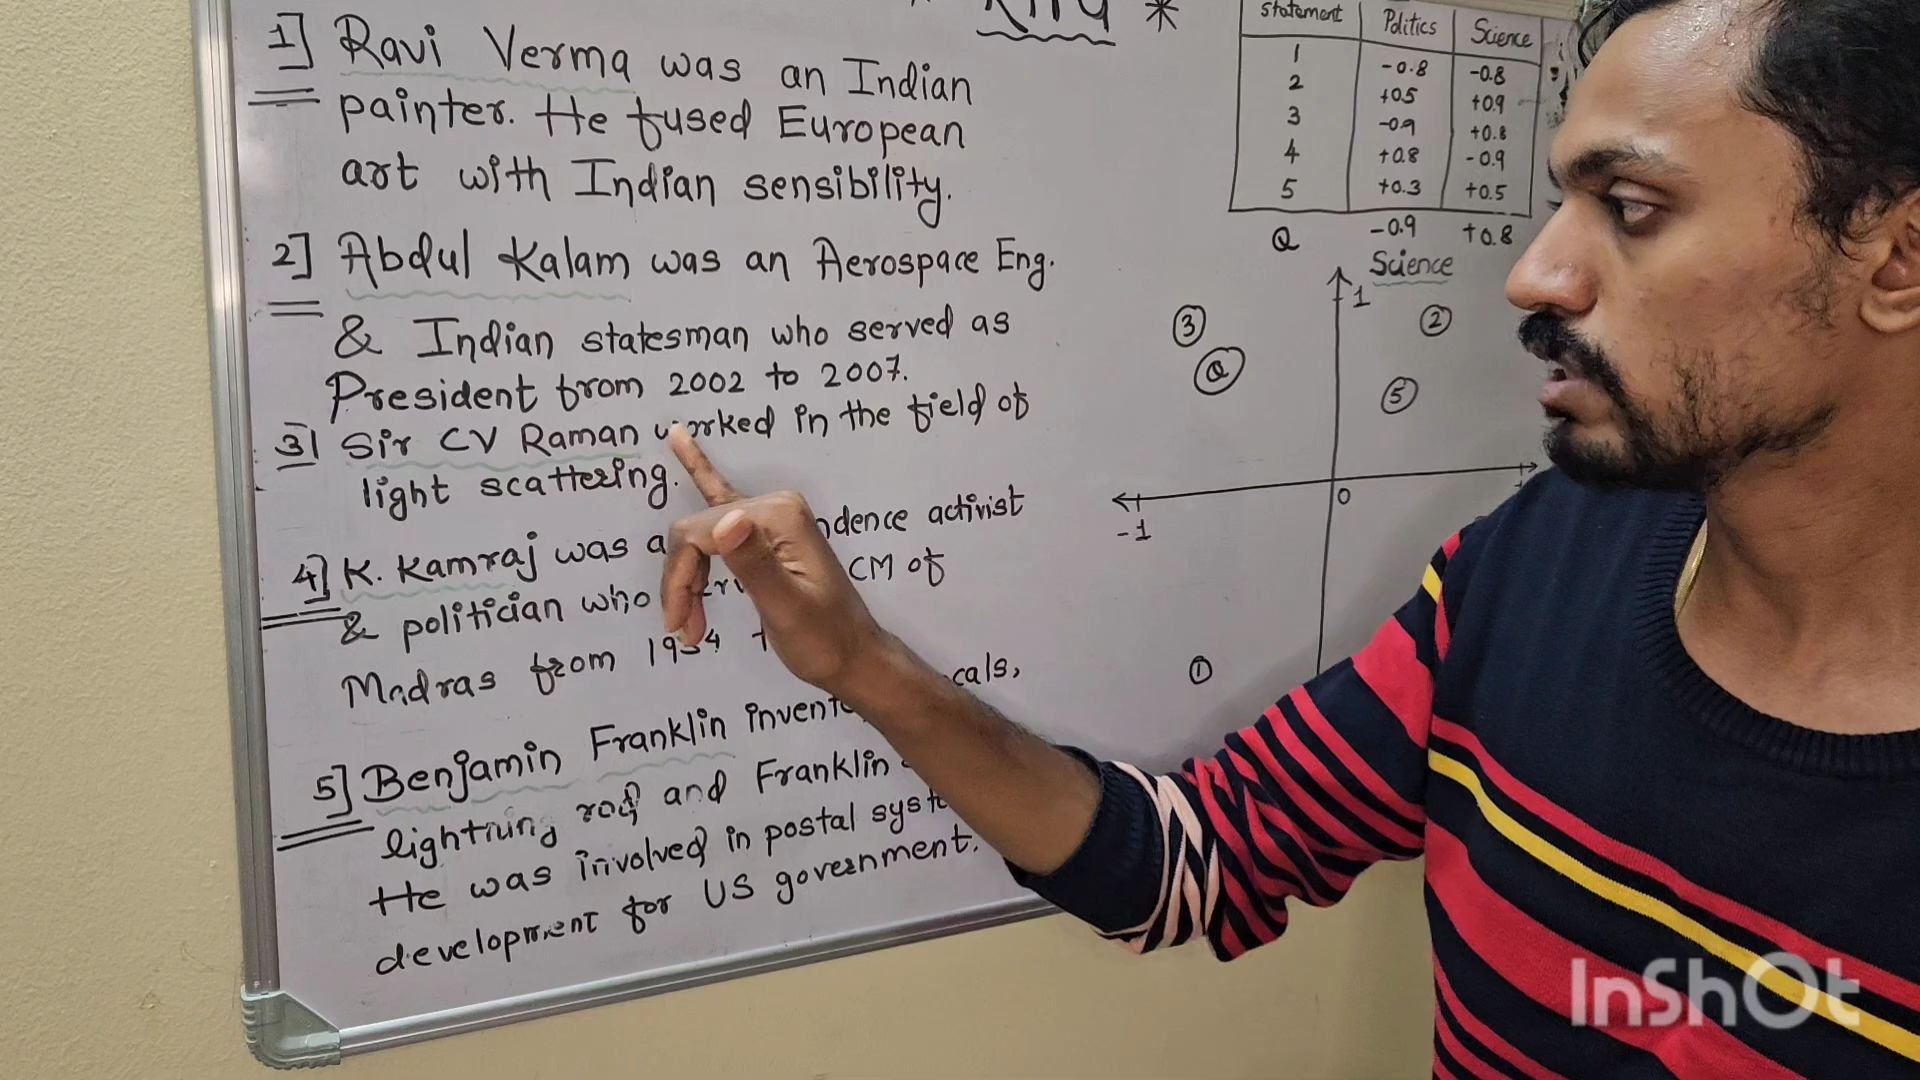 1] Ravi Verma was an Indian
painter. He fused European
art with Indian sensibility.
2] Abdul Kalam was an Aerospace Eng.
& Indian statesman who served as
President from 2002 to 2007.
3] Sir CV Raman worked in the field of
light scattering.
4] K. Kamraj was a ndence activist
& politician who CM of
Madras from 1954
5] Benjamin Franklin cals,
lightning rod and Franklin
He was involved in postal
development for US government.
Statement Politics Science
1 -0.8 -0.8
2 +0.5 +0.9
3 -0.9 +0.8
4 +0.8 -0.9
5 +0.3 +0.5
Q -0.9 +0.8
Science
1
3
2
Q
5
0
-1
1
InShOt